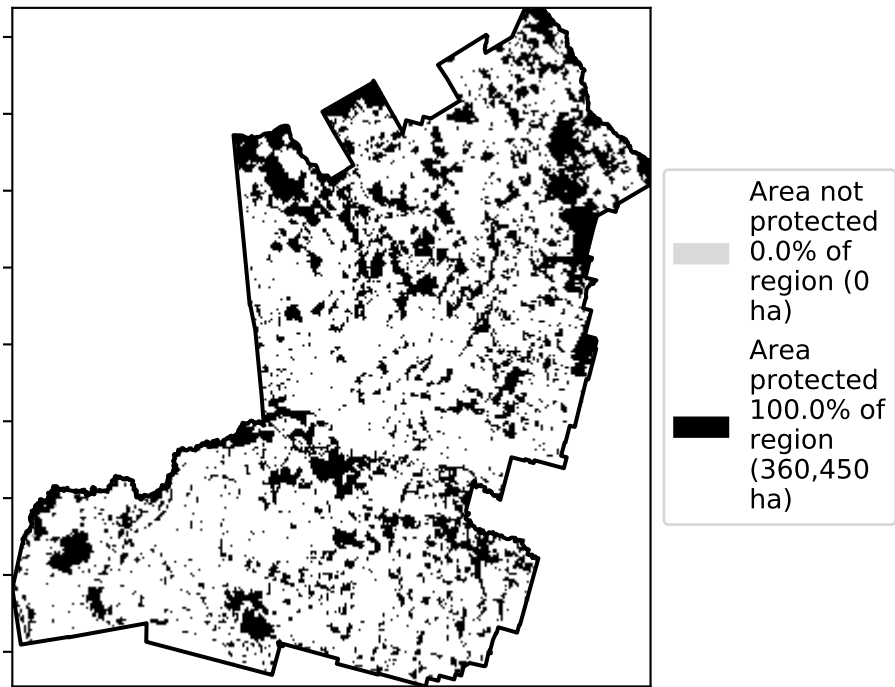 Area not
protected
0.0% of
region (0
ha)
Area
protected
100.0% of
region
(360,450
ha)